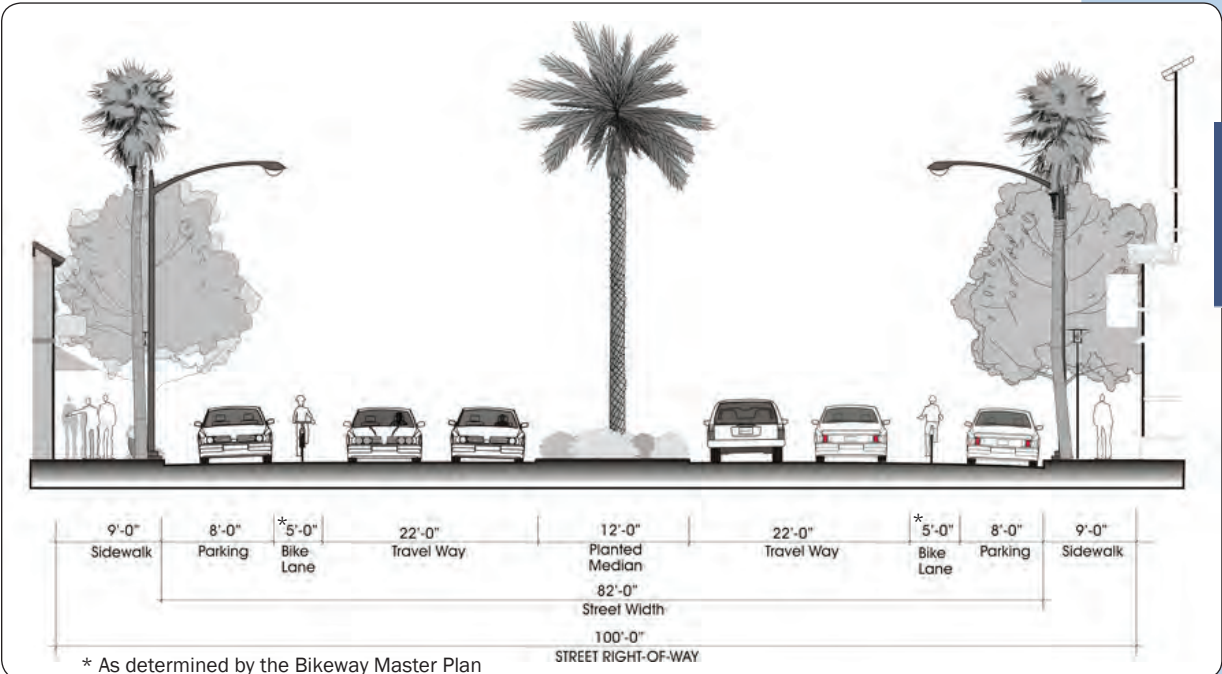 9'-0" 8'-0" *5'-0" 22'-0" 12'-0" 22'-0" *5'-0" 8'-0" 9'-0"
Sidewalk Parking Bike Travel Way Planted Travel Way Bike Parking Sidewalk
Lane Median Lane
82'-0"
Street Width
100'-0"
STREET RIGHT-OF-WAY
* As determined by the Bikeway Master Plan